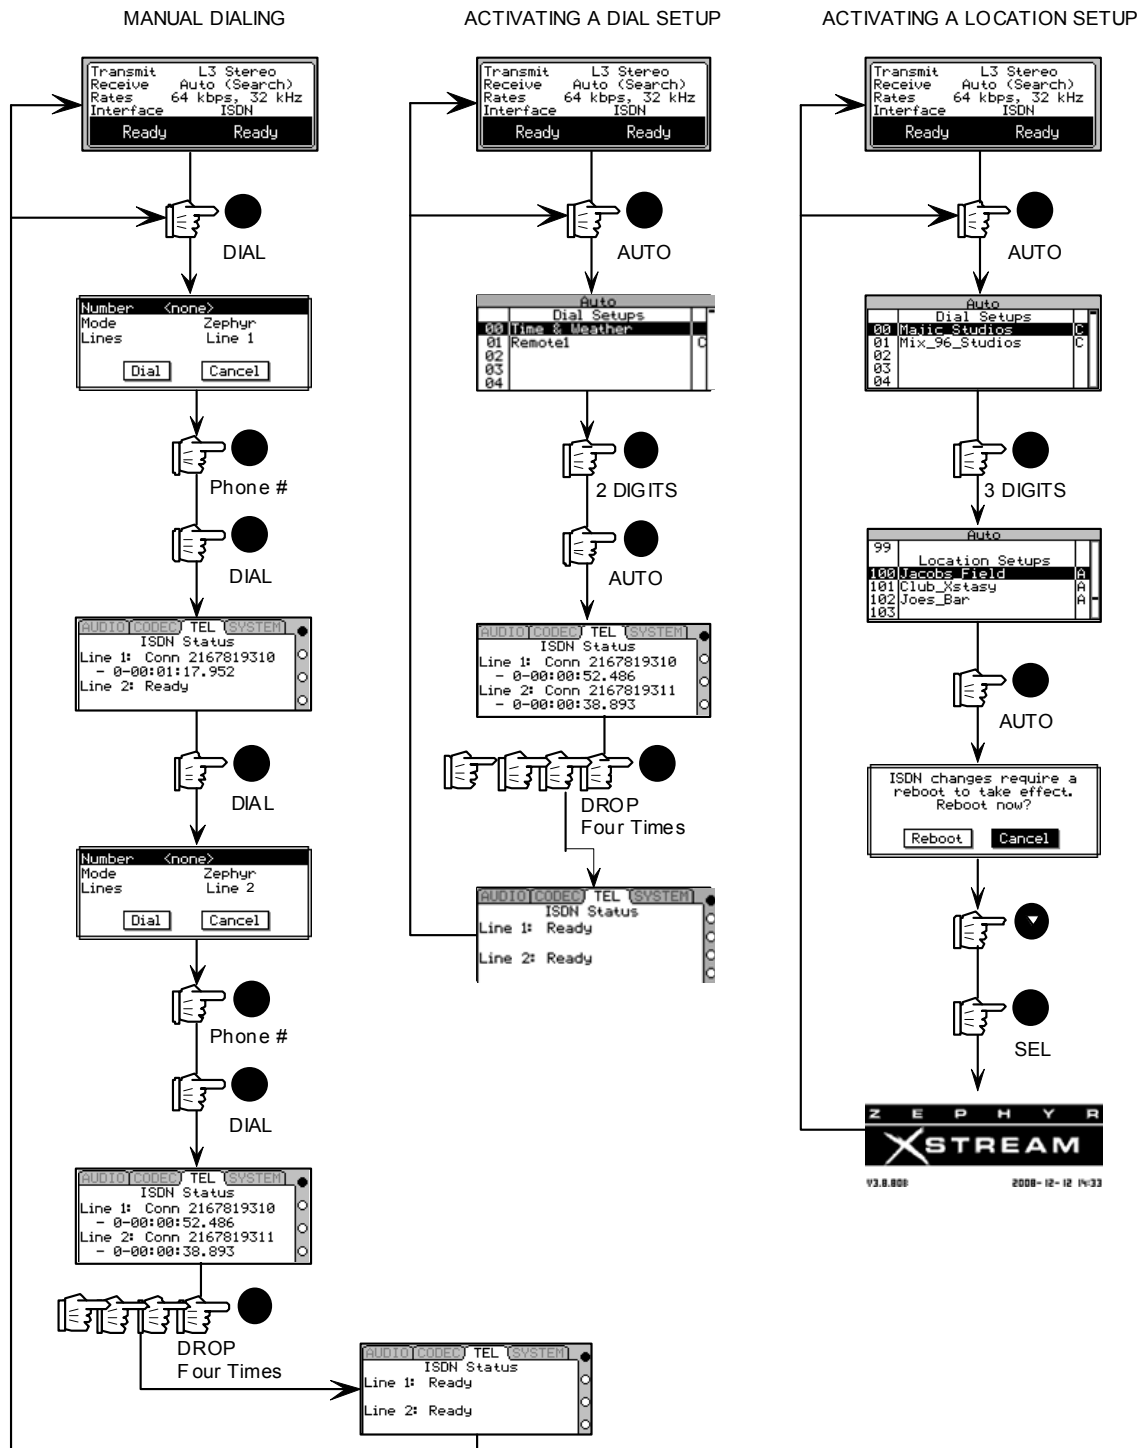 MANUAL DIALING
Transmit L3 Stereo
Receive Auto (Search)
Rates 64 kbps, 32 kHz
Interface ISDN
Ready Ready
DIAL
Number <none>
Mode Zephyr
Lines Line 1
Dial Cancel
Phone #
DIAL
AUDIO CODEC TEL SYSTEM
ISDN Status
Line 1: Conn 2167819310
- 0-00:01:17.952
Line 2: Ready
DIAL
Number <none>
Mode Zephyr
Lines Line 2
Dial Cancel
Phone #
DIAL
AUDIO CODEC TEL SYSTEM
ISDN Status
Line 1: Conn 2167819310
- 0-00:00:52.486
Line 2: Conn 2167819311
- 0-00:00:38.893
DROP
Four Times
AUDIO CODEC TEL SYSTEM
ISDN Status
Line 1: Ready
Line 2: Ready
ACTIVATING A DIAL SETUP
Transmit L3 Stereo
Receive Auto (Search)
Rates 64 kbps, 32 kHz
Interface ISDN
Ready Ready
AUTO
Auto
Dial Setups
00 Time & Weather
01 Remote1 C
02
03
04
2 DIGITS
AUTO
AUDIO CODEC TEL SYSTEM
ISDN Status
Line 1: Conn 2167819310
- 0-00:00:52.486
Line 2: Conn 2167819311
- 0-00:00:38.893
DROP
Four Times
AUDIO CODEC TEL SYSTEM
ISDN Status
Line 1: Ready
Line 2: Ready
ACTIVATING A LOCATION SETUP
Transmit L3 Stereo
Receive Auto (Search)
Rates 64 kbps, 32 kHz
Interface ISDN
Ready Ready
AUTO
Auto
Dial Setups
00 Majic_Studios C
01 Mix_96_Studios C
02
03
04
3 DIGITS
Auto
99
Location Setups
100 Jacobs_Field A
101 Club_Xstasy A
102 Joes_Bar A
103
AUTO
ISDN changes require a
reboot to take effect.
Reboot now?
Reboot Cancel
SEL
ZEPHYR
XSTREAM
V3.8.80B 2008-12-12 14:33